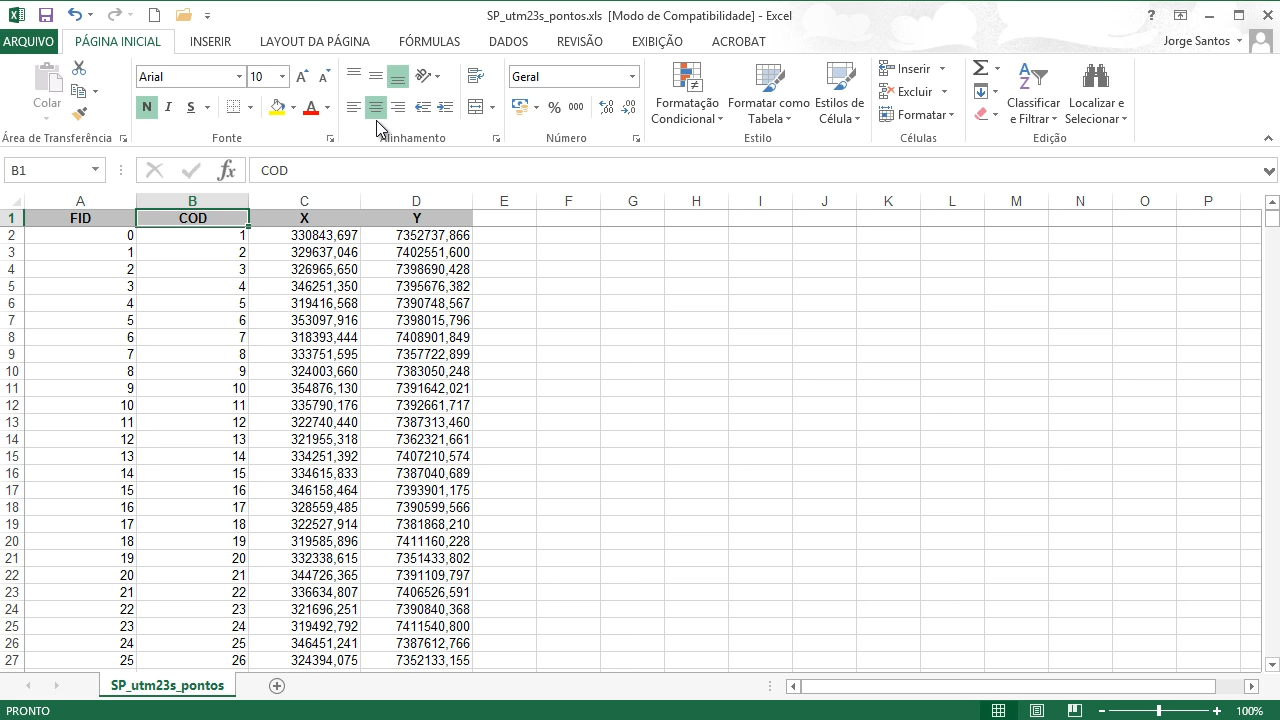 SP_utm23s_pontos.xls [Modo de Compatibilidade] - Excel
?
ARQUIVO PÁGINA INICIAL INSERIR LAYOUT DA PÁGINA FÓRMULAS DADOS REVISÃO EXIBIÇÃO ACROBAT Jorge Santos
Colar
Arial 10
N I S
Geral
% 000
Formatação Condicional
Formatar como Tabela
Estilos de Célula
Inserir
Excluir
Formatar
Classificar e Filtrar
Localizar e Selecionar
Área de Transferência Fonte Alinhamento Número Estilo Células Edição
B1 fx COD
A B C D E F G H I J K L M N O P
1 FID COD X Y
2 0 1 330843,697 7352737,866
3 1 2 329637,046 7402551,600
4 2 3 326965,650 7398690,428
5 3 4 346251,350 7395676,382
6 4 5 319416,568 7390748,567
7 5 6 353097,916 7398015,796
8 6 7 318393,444 7408901,849
9 7 8 333751,595 7357722,899
10 8 9 324003,660 7383050,248
11 9 10 354876,130 7391642,021
12 10 11 335790,176 7392661,717
13 11 12 322740,440 7387313,460
14 12 13 321955,318 7362321,661
15 13 14 334251,392 7407210,574
16 14 15 334615,833 7387040,689
17 15 16 346158,464 7393901,175
18 16 17 328559,485 7390599,566
19 17 18 322527,914 7381868,210
20 18 19 319585,896 7411160,228
21 19 20 332338,615 7351433,802
22 20 21 344726,365 7391109,797
23 21 22 336634,807 7406526,591
24 22 23 321696,251 7390840,368
25 23 24 319492,792 7411540,800
26 24 25 346451,241 7387612,766
27 25 26 324394,075 7352133,155
SP_utm23s_pontos
PRONTO 100%